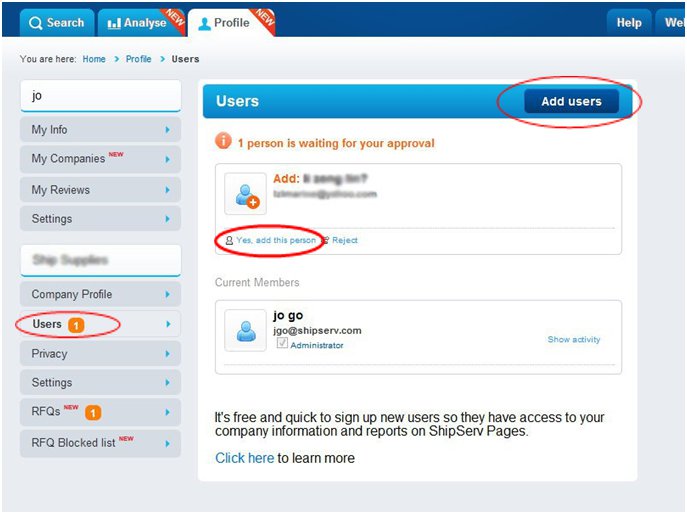 Search
Analyse
NEW
Profile
NEW
Help
Wel
You are here: Home > Profile > Users
jo
My Info
My Companies NEW
My Reviews
Settings
Company Profile
Users 1
Privacy
Settings
RFQs NEW 1
RFQ Blocked list NEW
Users
Add users
1 person is waiting for your approval
Add:
Yes, add this person
Reject
Current Members
jo go
jgo@shipserv.com
Administrator
Show activity
It's free and quick to sign up new users so they have access to your
company information and reports on ShipServ Pages.
Click here to learn more